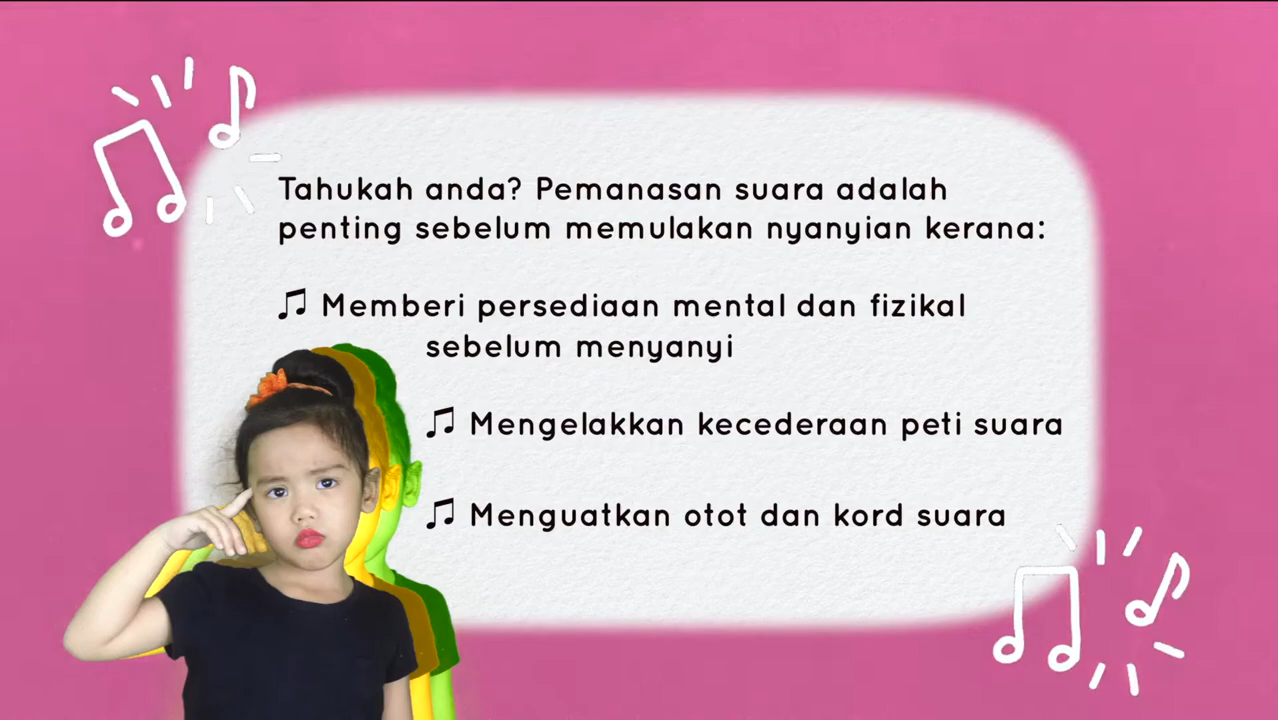 Tahukah anda? Pemanasan suara adalah
penting sebelum memulakan nyanyian kerana:
♫ Memberi persediaan mental dan fizikal
sebelum menyanyi
♫ Mengelakkan kecederaan peti suara
♫ Menguatkan otot dan kord suara